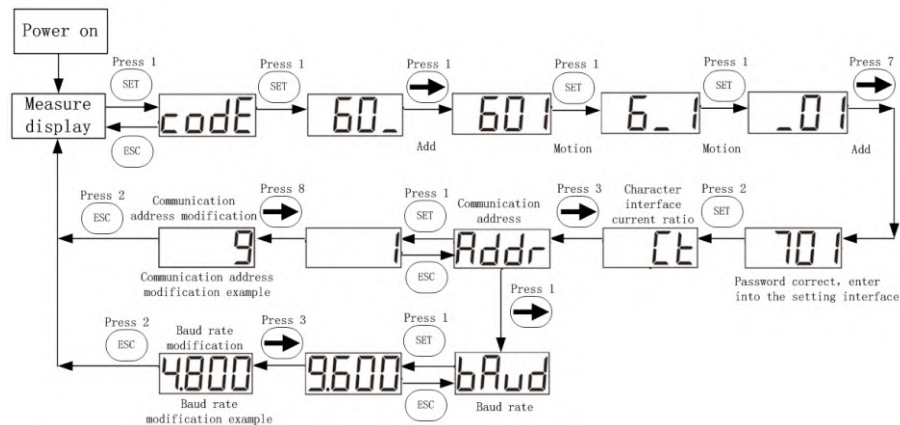 Power on
Press 1
SET
Press 1
SET
Press 1
Press 1
SET
Press 1
SET
Press 7
Measure
display
codE
60_
601
6_1
_01
ESC
Add
Motion
Motion
Add
Press 2
ESC
Communication
address modification
Press 8
Press 1
SET
Communication
address
Press 3
Character
interface
current ratio
Press 2
SET
9
1
Addr
Ct
701
Communication address
modification example
ESC
Password correct, enter
into the setting interface
Press 1
Press 2
ESC
Baud rate
modification
Press 3
Press 1
SET
4.800
9.600
bAud
Baud rate
modification example
ESC
Baud rate